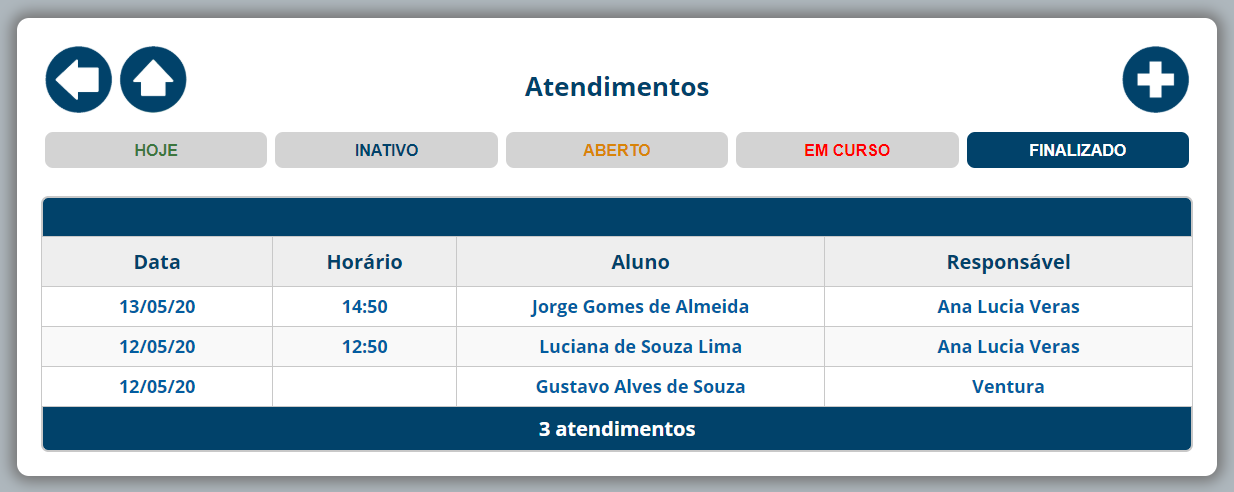 Atendimentos
HOJE INATIVO ABERTO EM CURSO FINALIZADO
Data Horário Aluno Responsável
13/05/20 14:50 Jorge Gomes de Almeida Ana Lucia Veras
12/05/20 12:50 Luciana de Souza Lima Ana Lucia Veras
12/05/20 Gustavo Alves de Souza Ventura
3 atendimentos